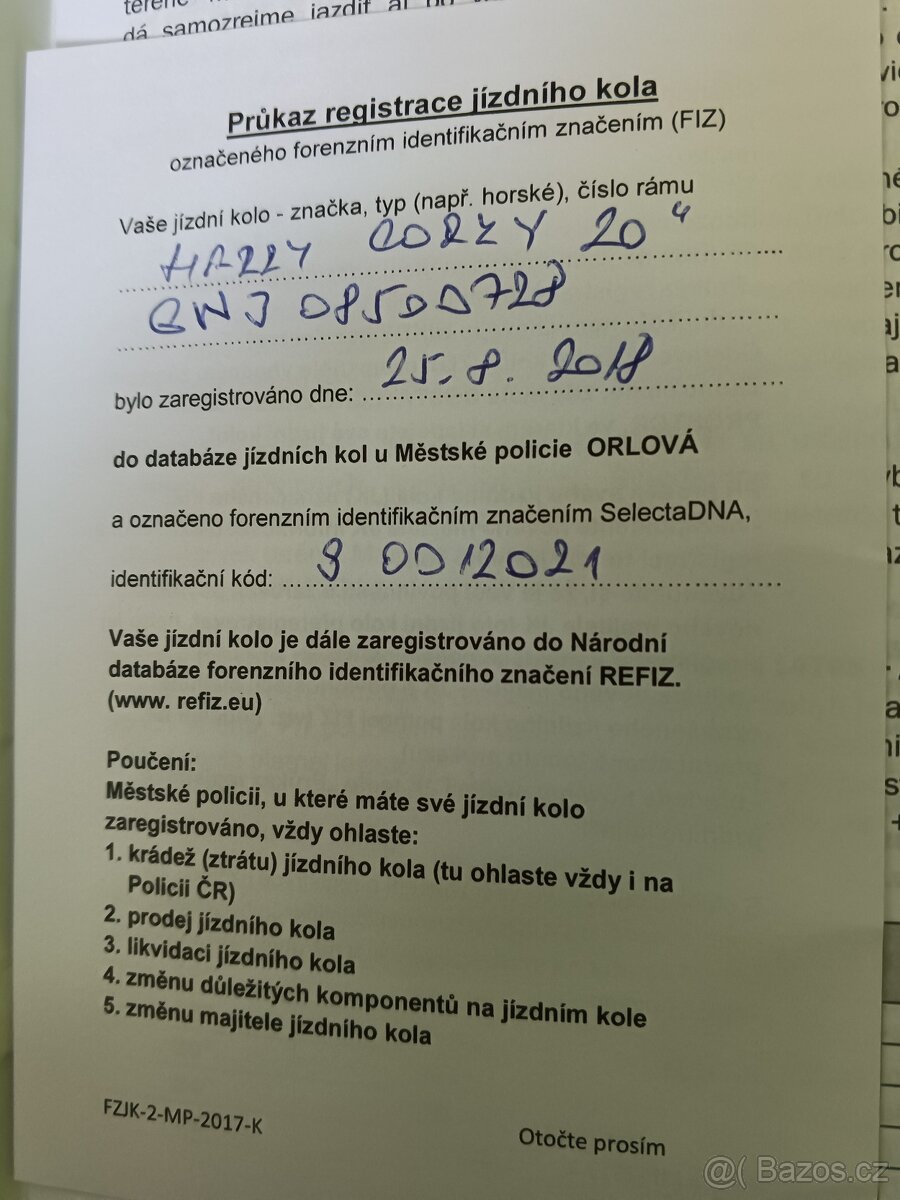 dá samozrejme jazdiť aj po
Průkaz registrace jízdního kola
označeného forenzním identifikačním značením (FIZ)
Vaše jízdní kolo - značka, typ (např. horské), číslo rámu
20"
08500728
bylo zaregistrováno dne: 25. 8. 2018
do databáze jízdních kol u Městské policie ORLOVÁ
a označeno forenzním identifikačním značením SelectaDNA,
identifikační kód: 0012021
Vaše jízdní kolo je dále zaregistrováno do Národní
databáze forenzního identifikačního značení REFIZ.
(www. refiz.eu)
Poučení:
Městské policii, u které máte své jízdní kolo
zaregistrováno, vždy ohlaste:
1. krádež (ztrátu) jízdního kola (tu ohlaste vždy i na
Policii ČR)
2. prodej jízdního kola
3. likvidaci jízdního kola
4. změnu důležitých komponentů na jízdním kole
5. změnu majitele jízdního kola
FZJK-2-MP-2017-K
Otočte prosím
@( Bazos.cz